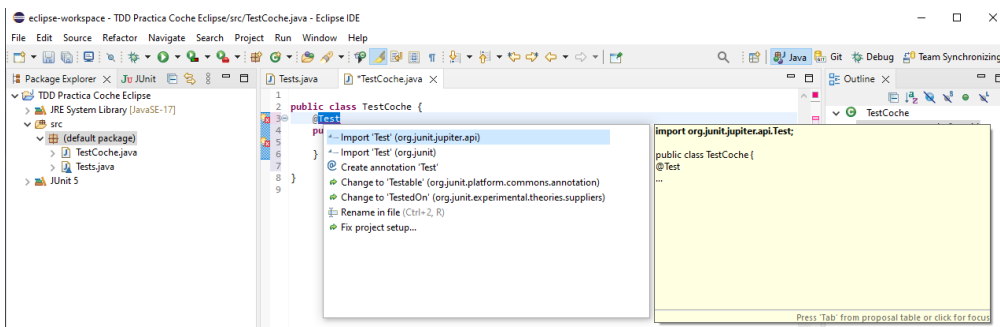 eclipse-workspace - TDD Practica Coche Eclipse/src/TestCoche.java - Eclipse IDE
File Edit Source Refactor Navigate Search Project Run Window Help
Java Git Debug Team Synchronizing
Package Explorer JUnit
Tests.java *TestCoche.java
Outline
TDD Practica Coche Eclipse
JRE System Library [JavaSE-17]
src
(default package)
TestCoche.java
Tests.java
JUnit 5
1
2 public class TestCoche {
3 @Test
4 pu
5
6 }
7
8 }
9
Import 'Test' (org.junit.jupiter.api)
Import 'Test' (org.junit)
Create annotation 'Test'
Change to 'Testable' (org.junit.platform.commons.annotation)
Change to 'TestedOn' (org.junit.experimental.theories.suppliers)
Rename in file (Ctrl+2, R)
Fix project setup...
import org.junit.jupiter.api.Test;
public class TestCoche {
@Test
...
Press 'Tab' from proposal table or click for focus
TestCoche